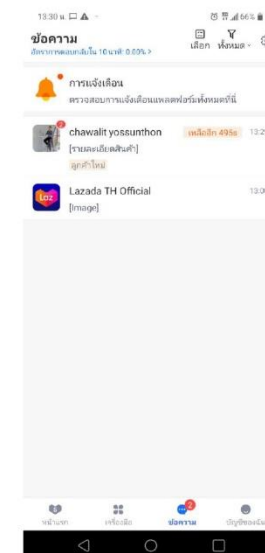 13:30 น.
66%
ข้อความ
อัตราการตอบกลับใน 10 นาที: 0.00% >
เลือก
ทั้งหมด
การแจ้งเตือน
ตรวจสอบการแจ้งเตือนแพลตฟอร์มทั้งหมดที่นี่
chawalit yossunthon
เหลืออีก 495s
13:2
[รายละเอียดสินค้า]
ลูกค้าใหม่
Laz
Lazada TH Official
13:0
[Image]
หน้าแรก
เครื่องมือ
2
ข้อความ
บัญชีของฉัน